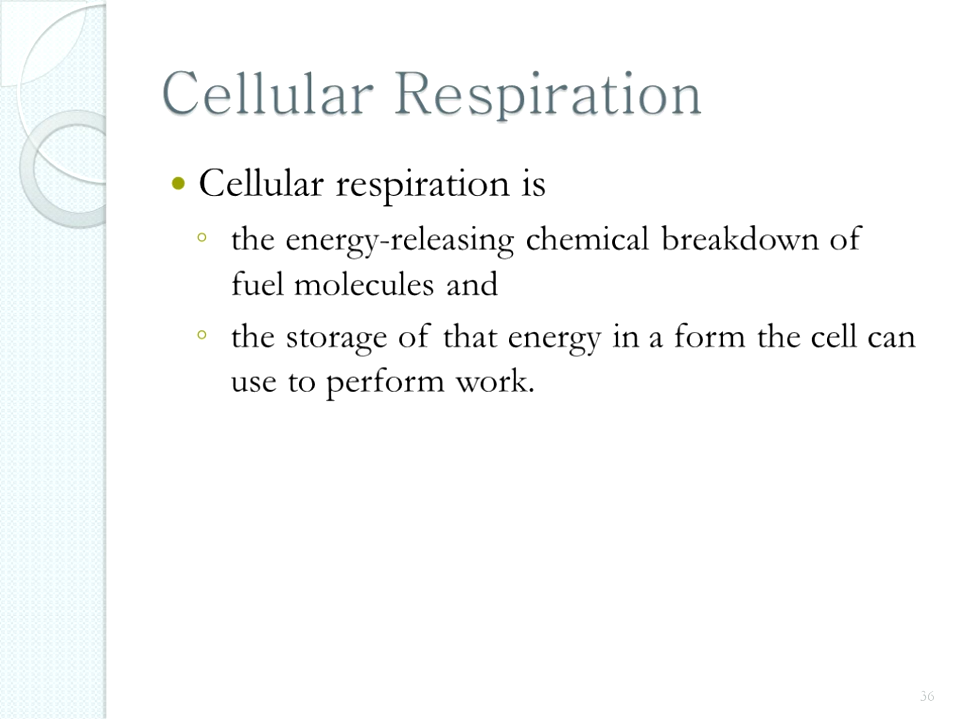 Cellular Respiration
• Cellular respiration is
◦ the energy-releasing chemical breakdown of
fuel molecules and
◦ the storage of that energy in a form the cell can
use to perform work.
36